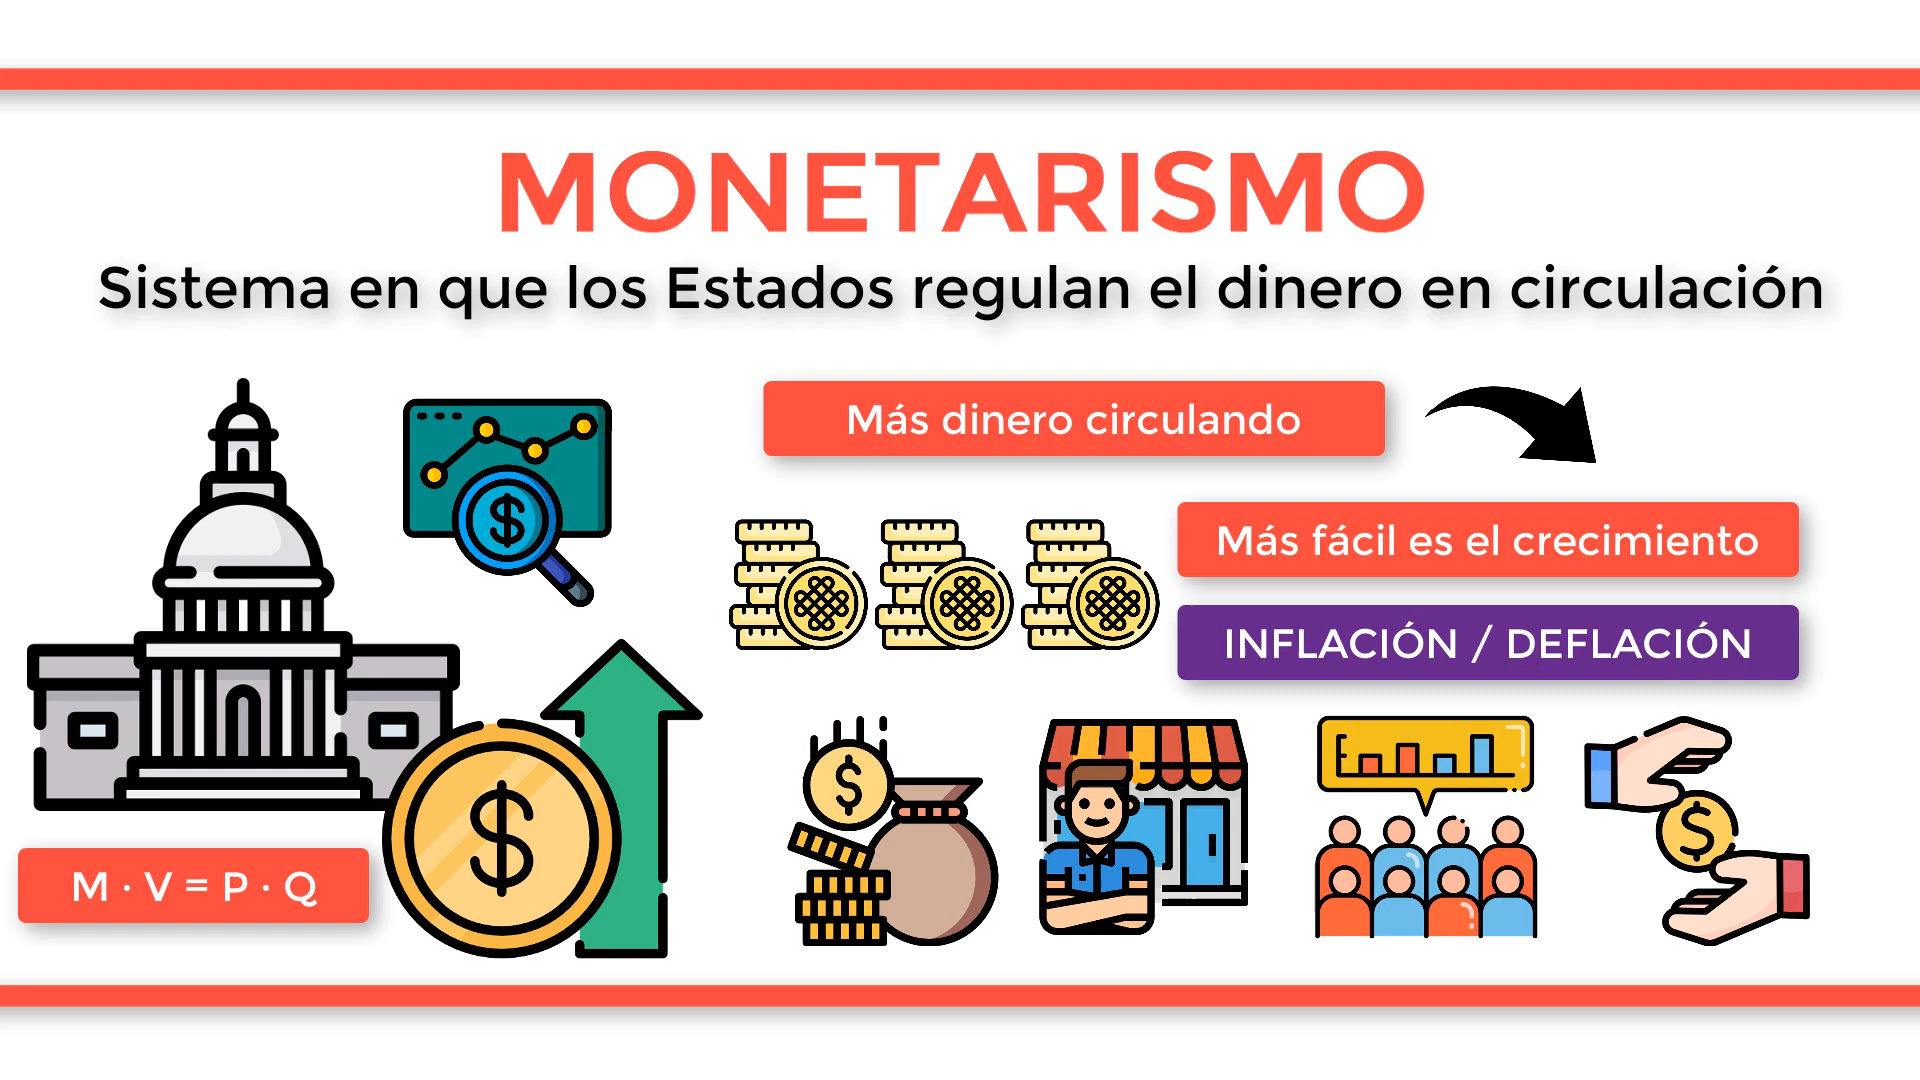 MONETARISMO
Sistema en que los Estados regulan el dinero en circulación
Más dinero circulando
Más fácil es el crecimiento
INFLACIÓN / DEFLACIÓN
M · V = P · Q